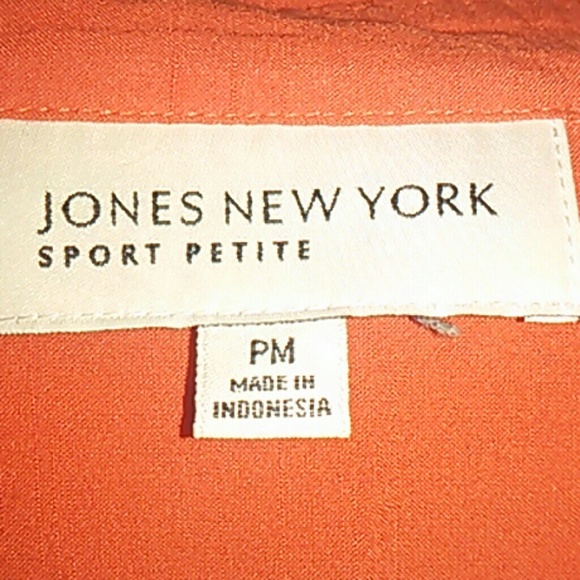 JONES NEW YORK
SPORT PETITE
PM
MADE IN
INDONESIA